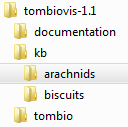 tombiovis-1.1
documentation
kb
arachnids
biscuits
tombio